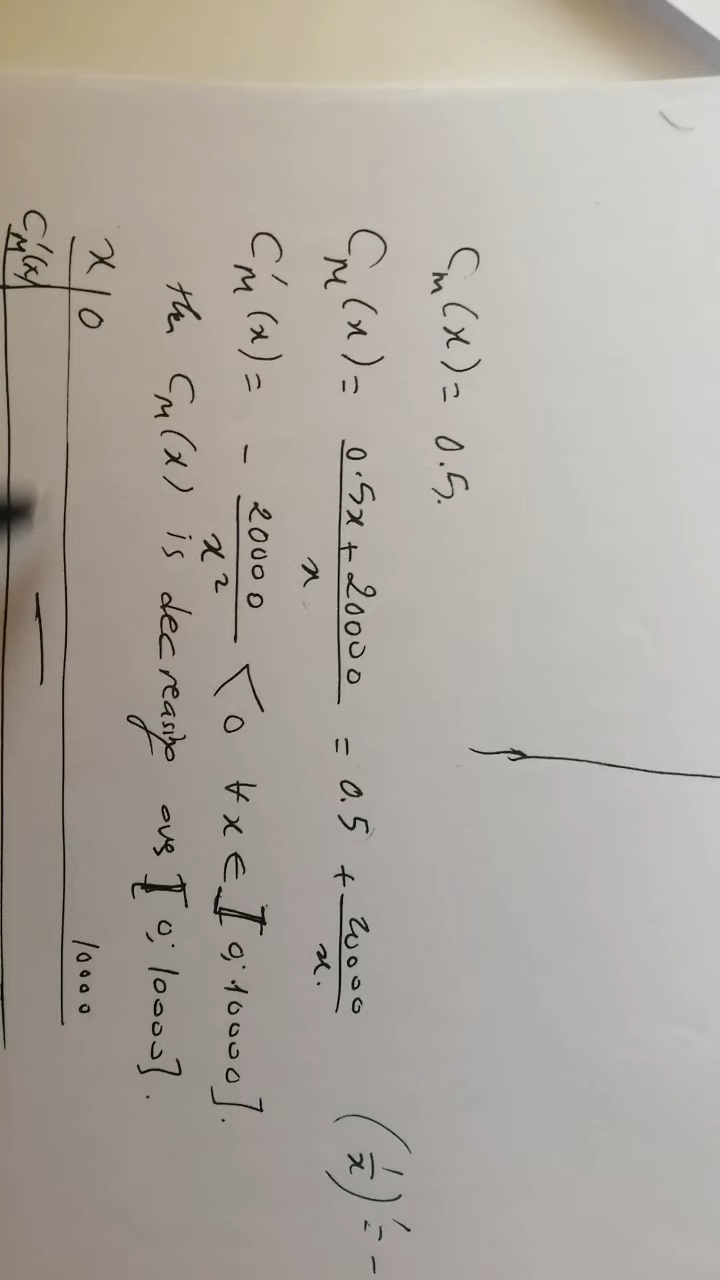 Cm(x) = 0.5.
CM(x) = 0.5x + 20000 / x = 0.5 + 20000 / x. (1/x)' = -
C'M(x) = - 20000 / x² < 0 ∀ x ∈ ]0; 10000].
the CM(x) is decreasing over ]0; 10000].
x | 0 10000
C'M(x) | —